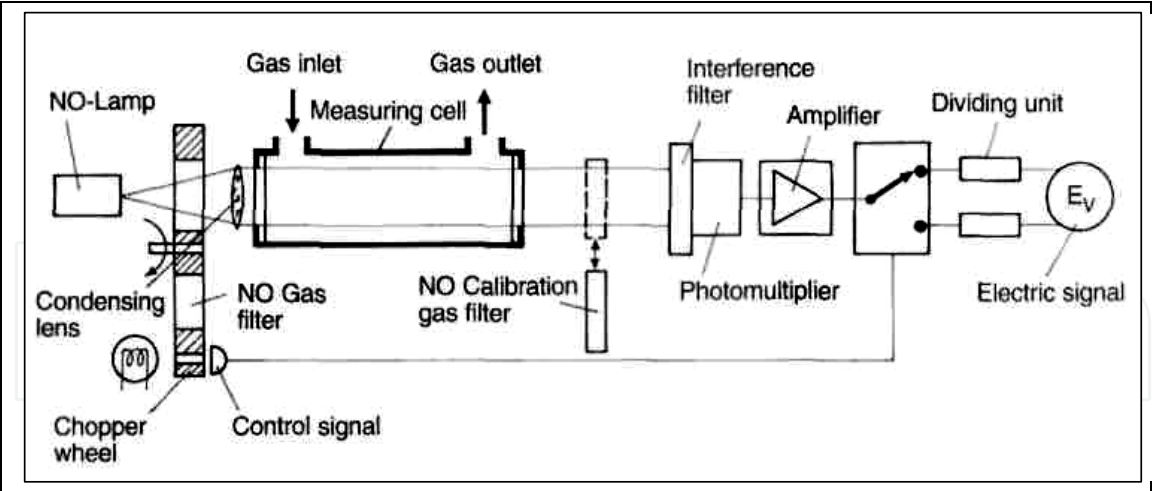 Gas inlet
Gas outlet
Interference
filter
NO-Lamp
Measuring cell
Amplifier
Dividing unit
E_V
Condensing
lens
NO Gas
filter
NO Calibration
gas filter
Photomultiplier
Electric signal
Chopper
wheel
Control signal